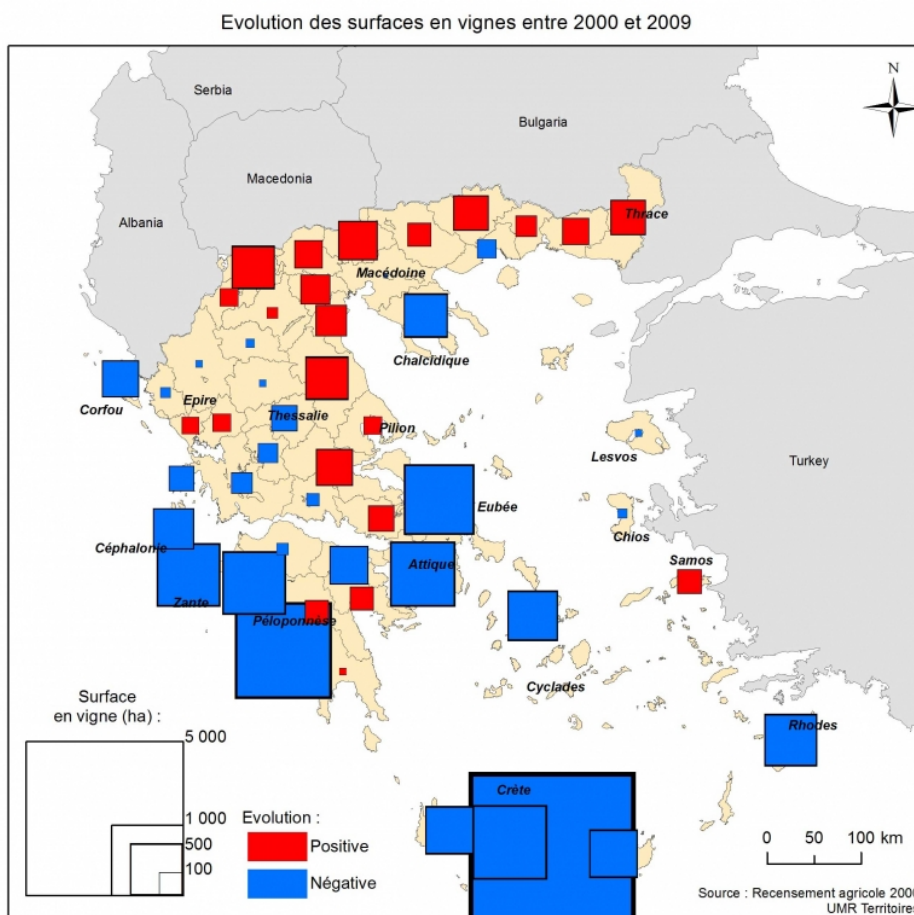 Evolution des surfaces en vignes entre 2000 et 2009
N
Serbia
Bulgaria
Macedonia
Albania
Thrace
Macédoine
Chalcidique
Corfou
Epire
Thessalie
Pilion
Lesvos
Turkey
Eubée
Chios
Céphalonie
Attique
Samos
Zante
Péloponnèse
Cyclades
Rhodes
Crète
Surface
en vigne (ha) :
5 000
1 000
500
100
Evolution :
Positive
Négative
0 50 100 km
Source : Recensement agricole 200
UMR Territoires